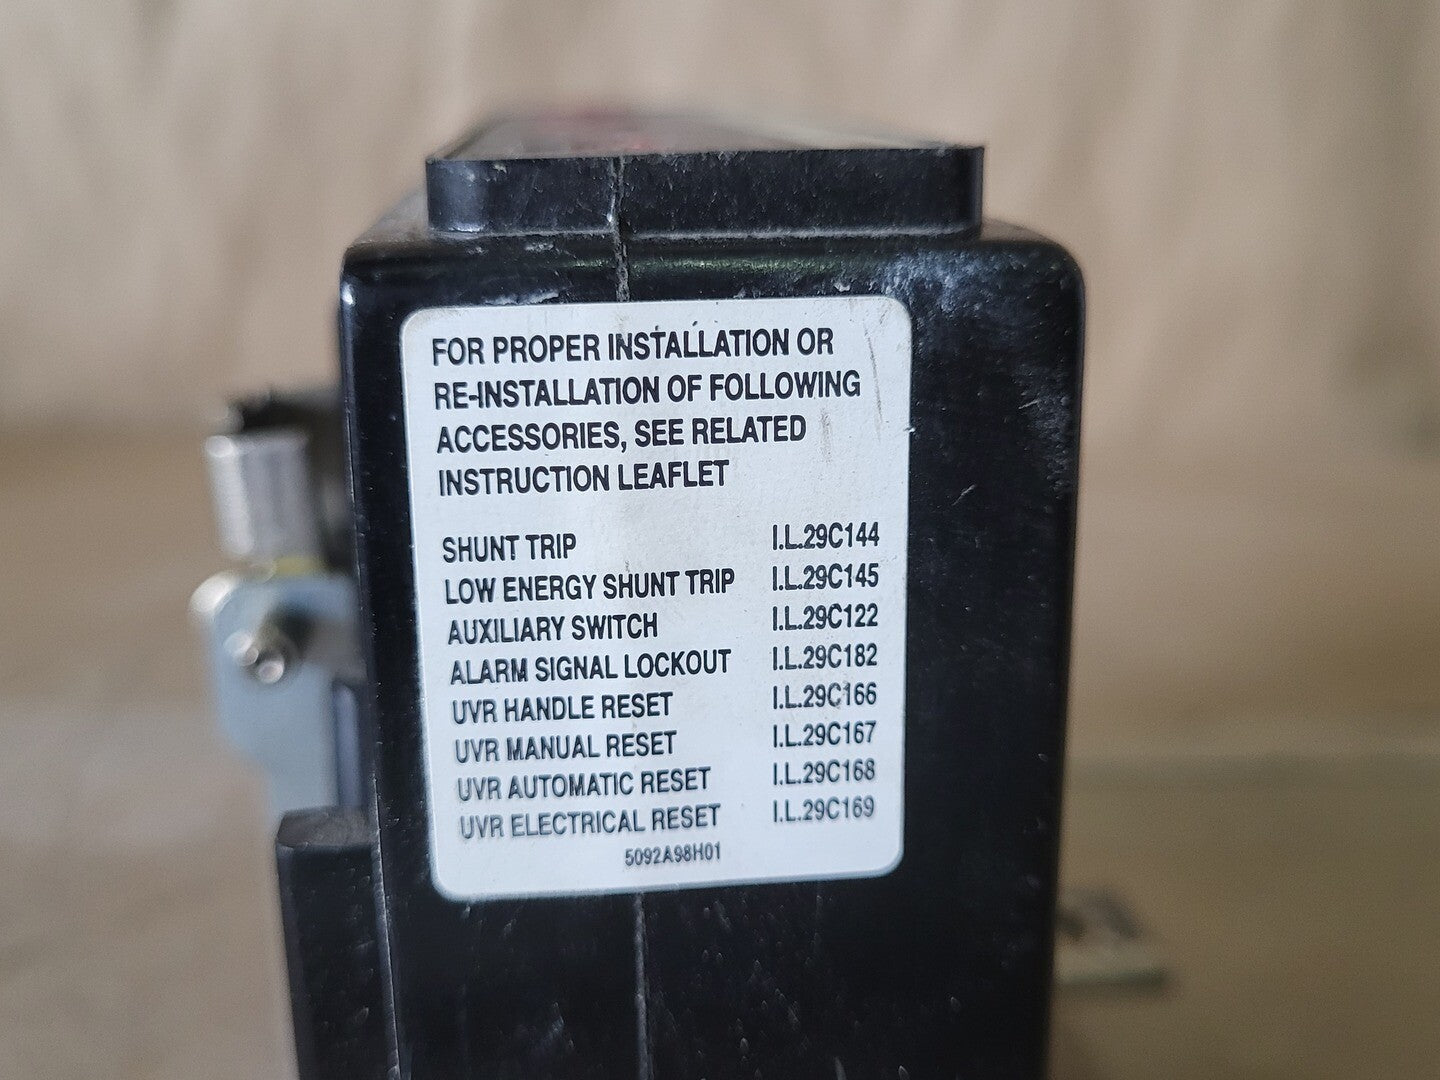 FOR PROPER INSTALLATION OR
RE-INSTALLATION OF FOLLOWING
ACCESSORIES, SEE RELATED
INSTRUCTION LEAFLET
SHUNT TRIP I.L.29C144
LOW ENERGY SHUNT TRIP I.L.29C145
AUXILIARY SWITCH I.L.29C122
ALARM SIGNAL LOCKOUT I.L.29C182
UVR HANDLE RESET I.L.29C166
UVR MANUAL RESET I.L.29C167
UVR AUTOMATIC RESET I.L.29C168
UVR ELECTRICAL RESET I.L.29C169
5092A98H01